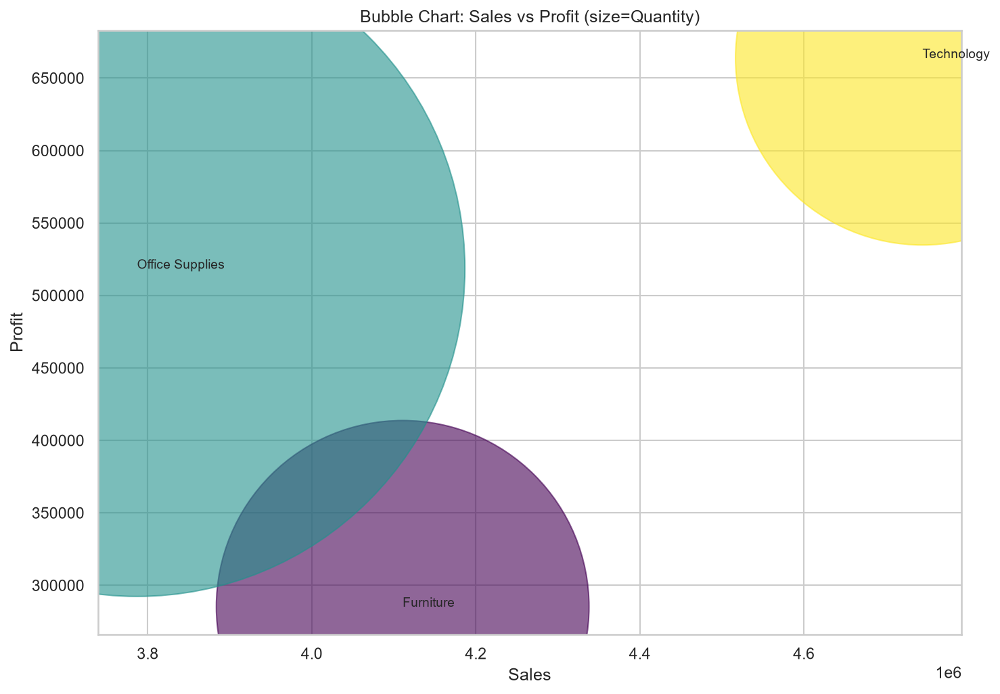 Bubble Chart: Sales vs Profit (size=Quantity)
Technology
650000
600000
550000
Office Supplies
500000
Profit
450000
400000
350000
300000
Furniture
3.8 4.0 4.2 4.4 4.6
Sales
1e6